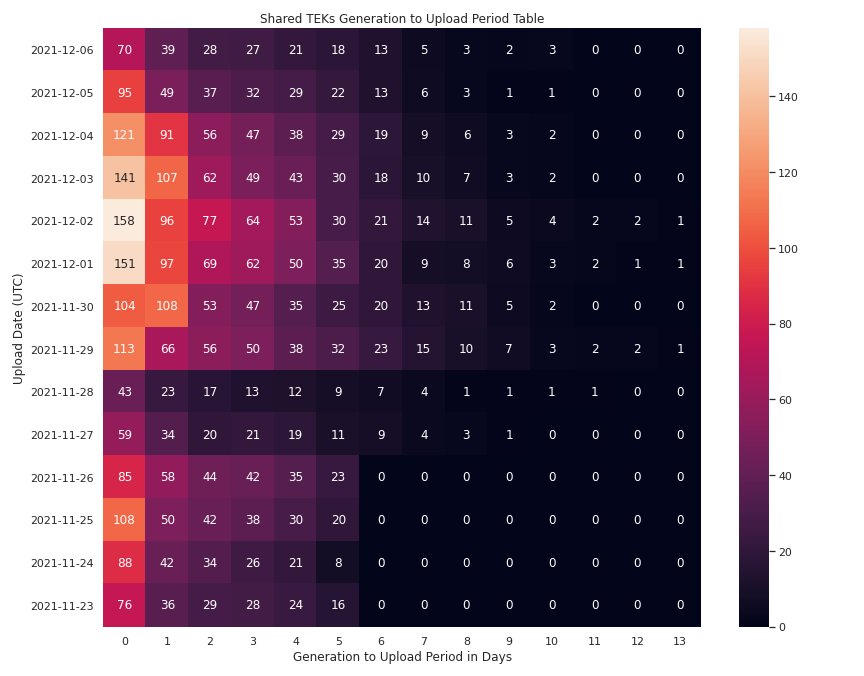 Shared TEKs Generation to Upload Period Table
Upload Date (UTC)
2021-12-06 70 39 28 27 21 18 13 5 3 2 3 0 0 0
2021-12-05 95 49 37 32 29 22 13 6 3 1 1 0 0 0
2021-12-04 121 91 56 47 38 29 19 9 6 3 2 0 0 0
2021-12-03 141 107 62 49 43 30 18 10 7 3 2 0 0 0
2021-12-02 158 96 77 64 53 30 21 14 11 5 4 2 2 1
2021-12-01 151 97 69 62 50 35 20 9 8 6 3 2 1 1
2021-11-30 104 108 53 47 35 25 20 13 11 5 2 0 0 0
2021-11-29 113 66 56 50 38 32 23 15 10 7 3 2 2 1
2021-11-28 43 23 17 13 12 9 7 4 1 1 1 1 0 0
2021-11-27 59 34 20 21 19 11 9 4 3 1 0 0 0 0
2021-11-26 85 58 44 42 35 23 0 0 0 0 0 0 0 0
2021-11-25 108 50 42 38 30 20 0 0 0 0 0 0 0 0
2021-11-24 88 42 34 26 21 8 0 0 0 0 0 0 0 0
2021-11-23 76 36 29 28 24 16 0 0 0 0 0 0 0 0
0 1 2 3 4 5 6 7 8 9 10 11 12 13
Generation to Upload Period in Days
140
120
100
80
60
40
20
0